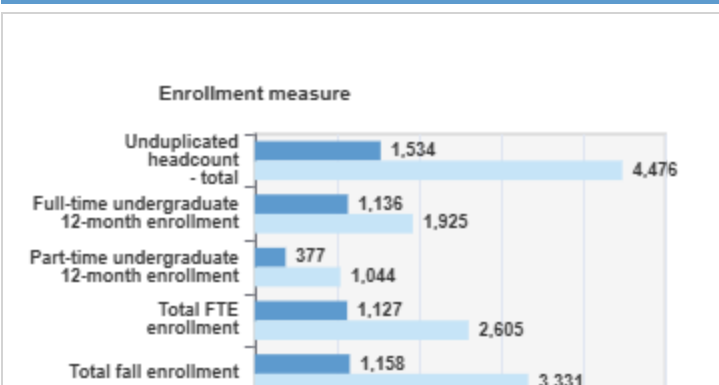 Enrollment measure
Unduplicated
headcount
- total
1,534
4,476
Full-time undergraduate
12-month enrollment
1,136
1,925
Part-time undergraduate
12-month enrollment
377
1,044
Total FTE
enrollment
1,127
2,605
Total fall enrollment
1,158
3,331